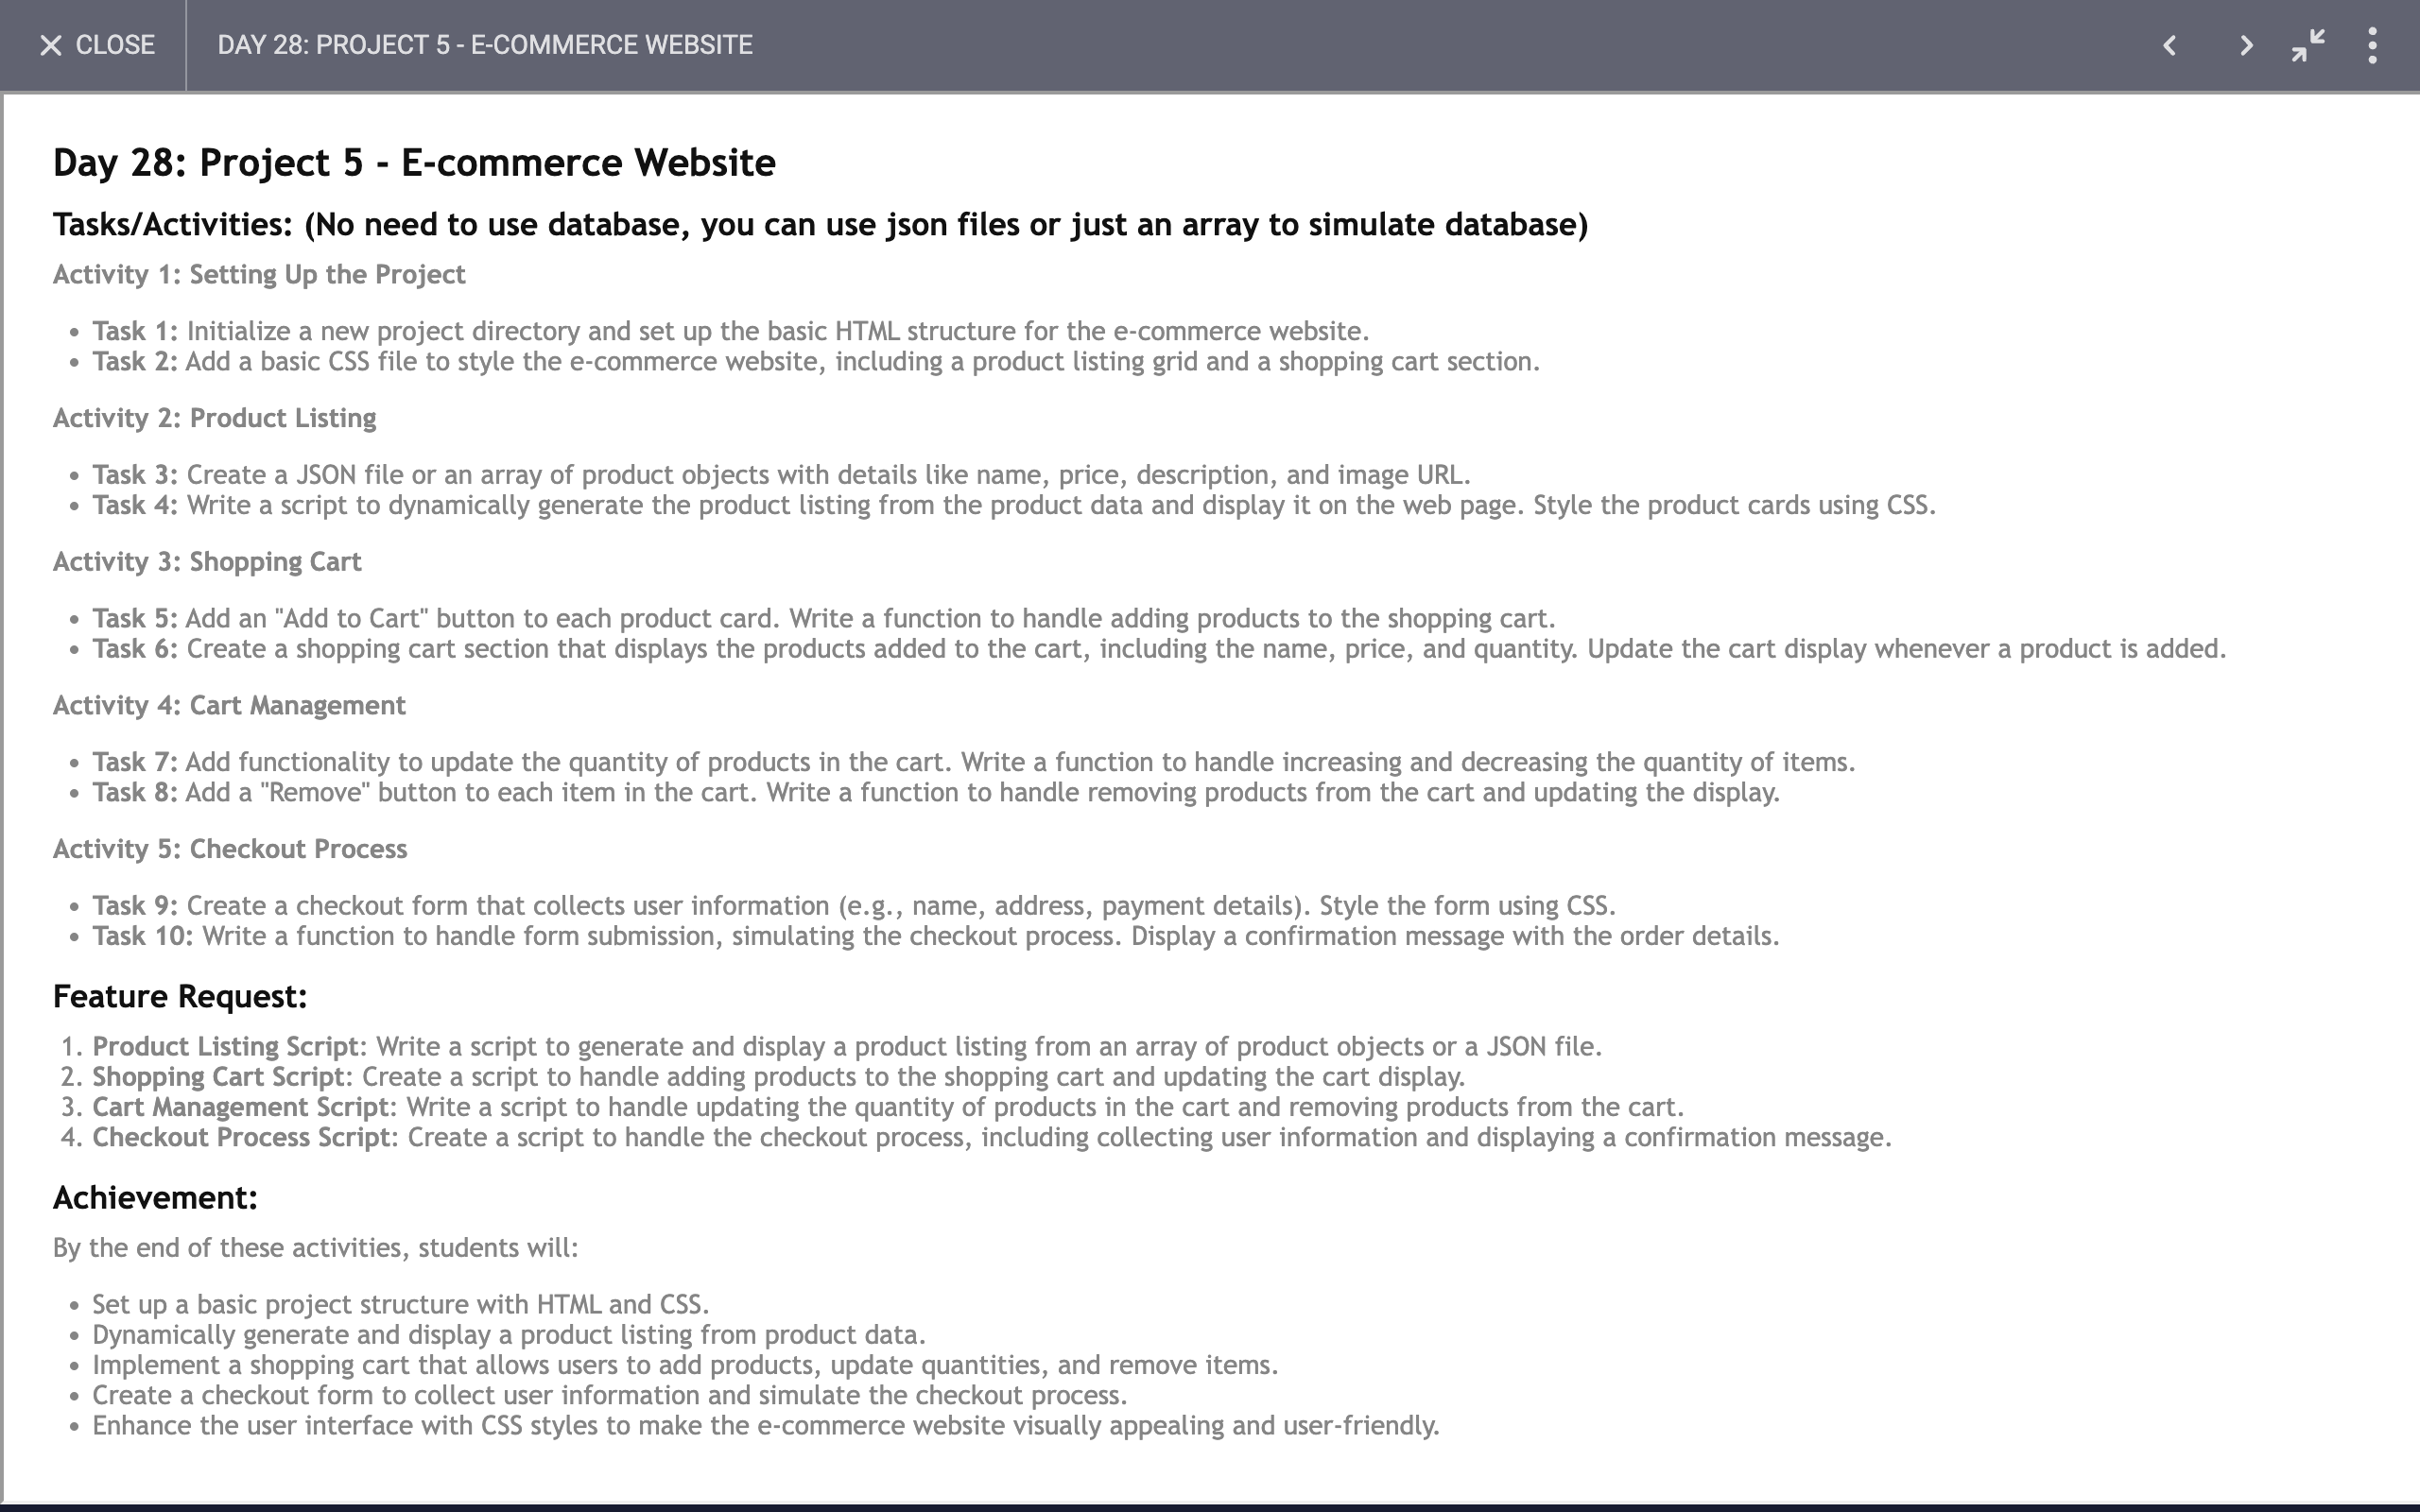 CLOSE
DAY 28: PROJECT 5 - E-COMMERCE WEBSITE
Day 28: Project 5 - E-commerce Website
Tasks/Activities: (No need to use database, you can use json files or just an array to simulate database)
Activity 1: Setting Up the Project
• Task 1: Initialize a new project directory and set up the basic HTML structure for the e-commerce website.
• Task 2: Add a basic CSS file to style the e-commerce website, including a product listing grid and a shopping cart section.
Activity 2: Product Listing
• Task 3: Create a JSON file or an array of product objects with details like name, price, description, and image URL.
• Task 4: Write a script to dynamically generate the product listing from the product data and display it on the web page. Style the product cards using CSS.
Activity 3: Shopping Cart
• Task 5: Add an "Add to Cart" button to each product card. Write a function to handle adding products to the shopping cart.
• Task 6: Create a shopping cart section that displays the products added to the cart, including the name, price, and quantity. Update the cart display whenever a product is added.
Activity 4: Cart Management
• Task 7: Add functionality to update the quantity of products in the cart. Write a function to handle increasing and decreasing the quantity of items.
• Task 8: Add a "Remove" button to each item in the cart. Write a function to handle removing products from the cart and updating the display.
Activity 5: Checkout Process
• Task 9: Create a checkout form that collects user information (e.g., name, address, payment details). Style the form using CSS.
• Task 10: Write a function to handle form submission, simulating the checkout process. Display a confirmation message with the order details.
Feature Request:
1. Product Listing Script: Write a script to generate and display a product listing from an array of product objects or a JSON file.
2. Shopping Cart Script: Create a script to handle adding products to the shopping cart and updating the cart display.
3. Cart Management Script: Write a script to handle updating the quantity of products in the cart and removing products from the cart.
4. Checkout Process Script: Create a script to handle the checkout process, including collecting user information and displaying a confirmation message.
Achievement:
By the end of these activities, students will:
• Set up a basic project structure with HTML and CSS.
• Dynamically generate and display a product listing from product data.
• Implement a shopping cart that allows users to add products, update quantities, and remove items.
• Create a checkout form to collect user information and simulate the checkout process.
• Enhance the user interface with CSS styles to make the e-commerce website visually appealing and user-friendly.